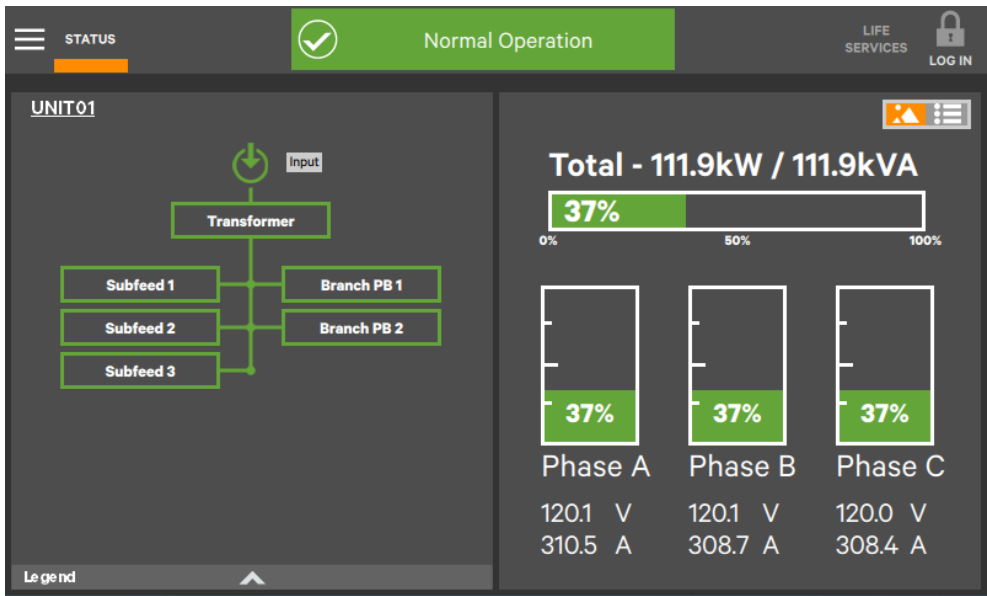 STATUS
Normal Operation
LIFE
SERVICES
LOG IN
UNIT01
Input
Transformer
Subfeed 1
Branch PB 1
Subfeed 2
Branch PB 2
Subfeed 3
Legend
Total - 111.9kW / 111.9kVA
37%
0% 50% 100%
37% 37% 37%
Phase A Phase B Phase C
120.1 V 120.1 V 120.0 V
310.5 A 308.7 A 308.4 A